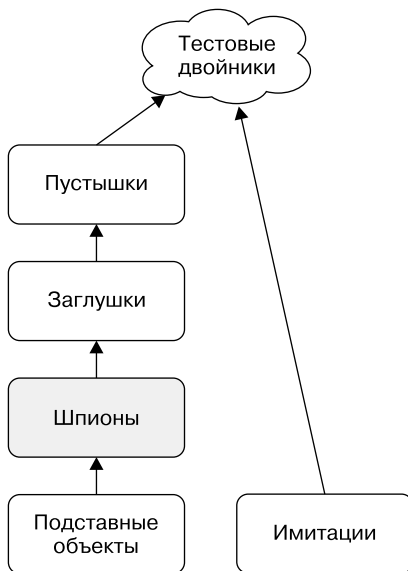 Тестовые
двойники
Пустышки
Заглушки
Шпионы
Подставные
объекты
Имитации